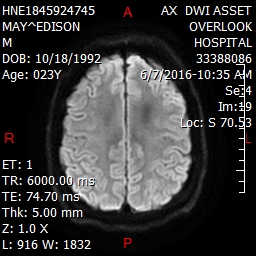 HNE1845924745
MAY^EDISON
M
DOB: 10/18/1992
Age: 023Y
AX DWI ASSET
OVERLOOK
HOSPITAL
33388086
6/7/2016-10:35 AM
Se:4
Im:19
Loc: S 70.53
A
R
L
ET: 1
TR: 6000.00 ms
TE: 74.70 ms
Thk: 5.00 mm
Z: 1.0 X
L: 916 W: 1832
P